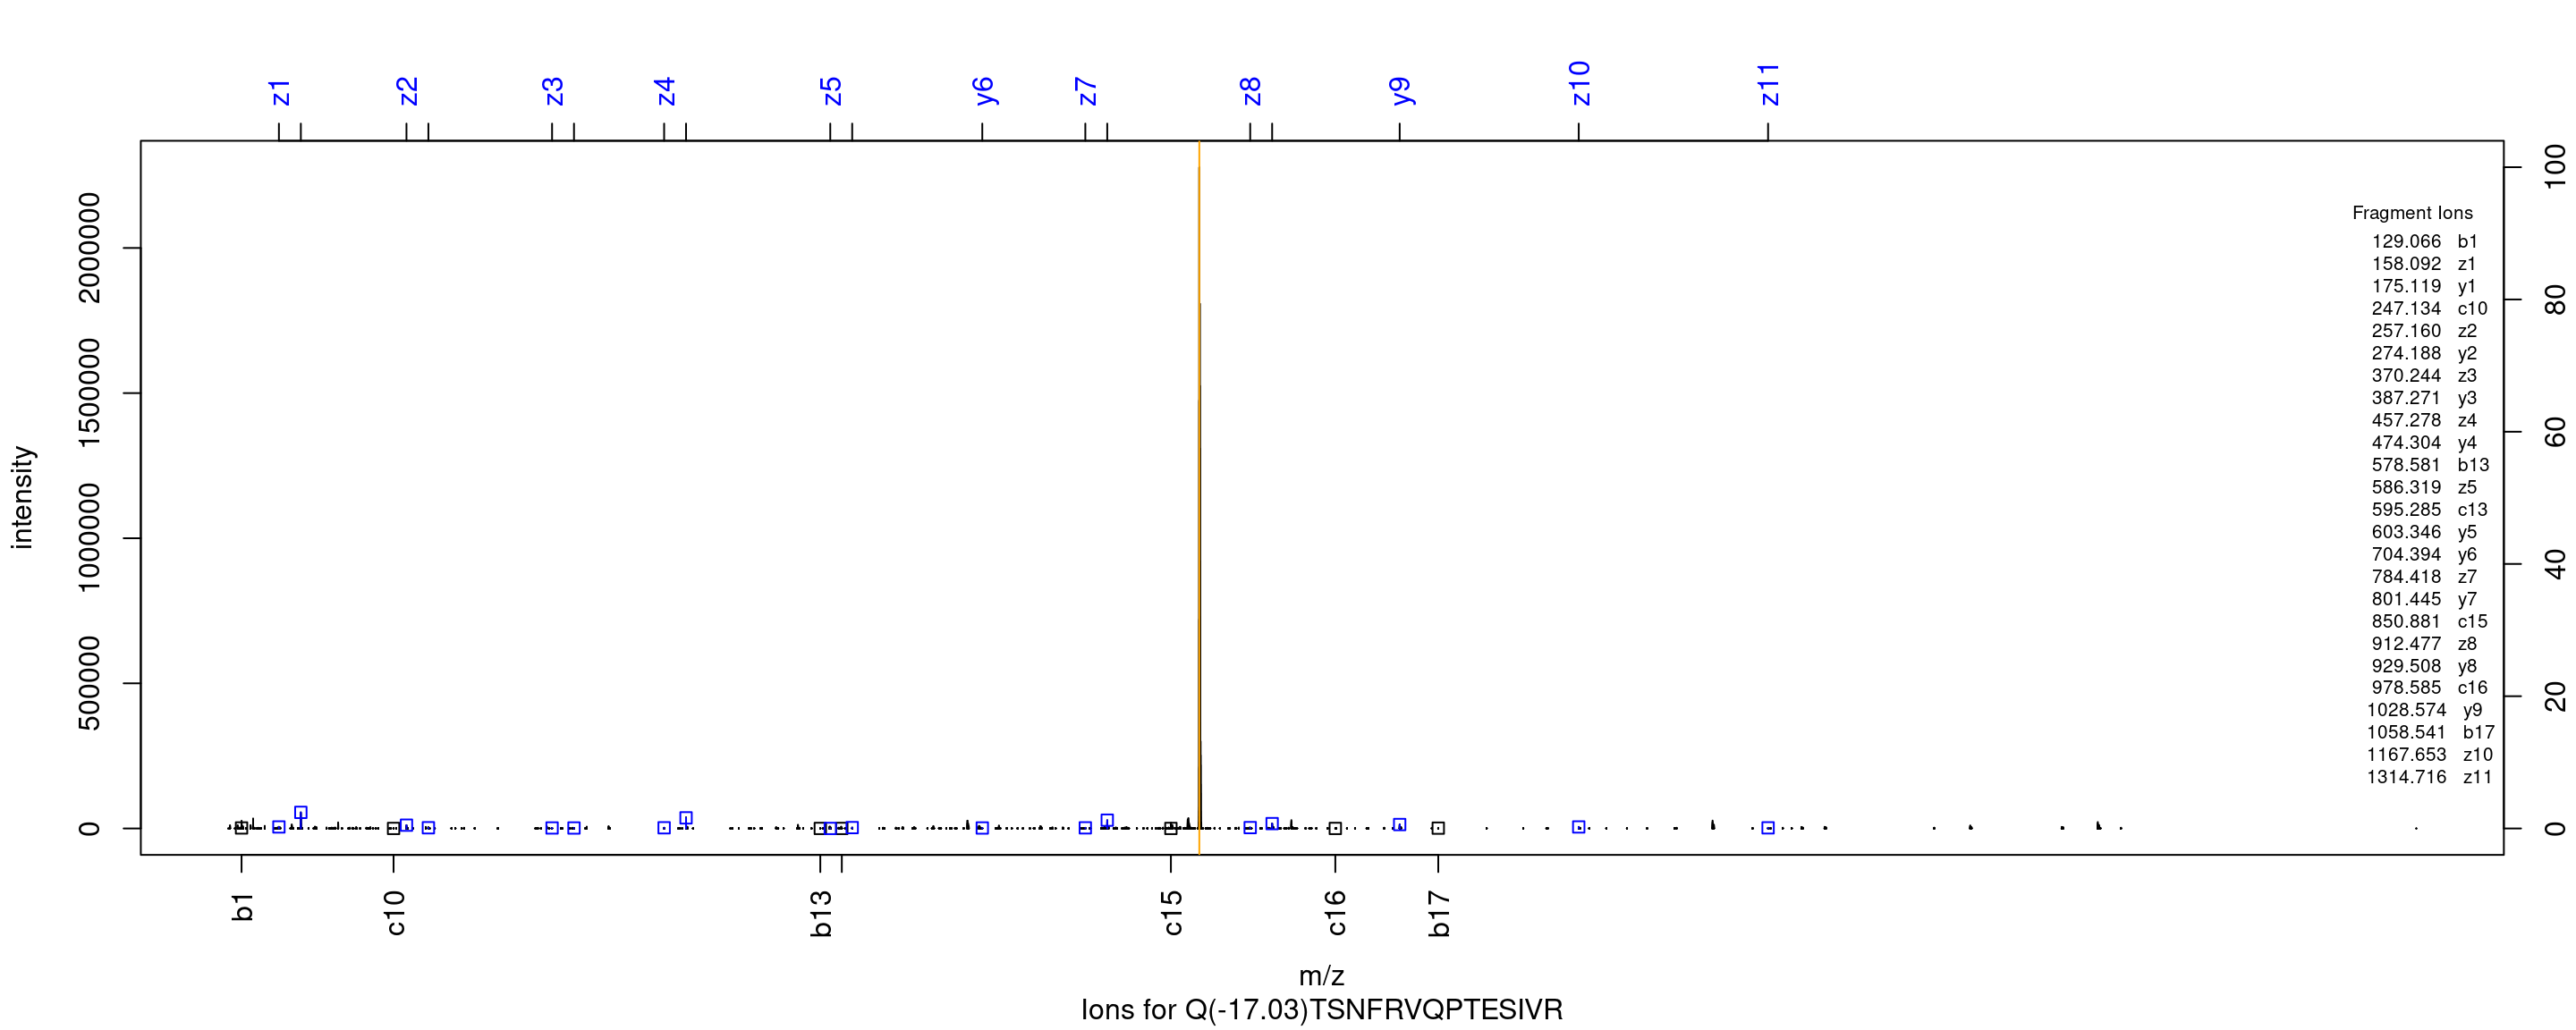 z1 z2 z3 z4 z5 y6 z7 z8 y9 z10 z11
intensity
0 500000 1000000 1500000 2000000
0 20 40 60 80 100
Fragment Ions
129.066 b1
158.092 z1
175.119 y1
247.134 c10
257.160 z2
274.188 y2
370.244 z3
387.271 y3
457.278 z4
474.304 y4
578.581 b13
586.319 z5
595.285 c13
603.346 y5
704.394 y6
784.418 z7
801.445 y7
850.881 c15
912.477 z8
929.508 y8
978.585 c16
1028.574 y9
1058.541 b17
1167.653 z10
1314.716 z11
b1 c10 b13 c15 c16 b17
m/z
Ions for Q(-17.03)TSNFRVQPTESIVR